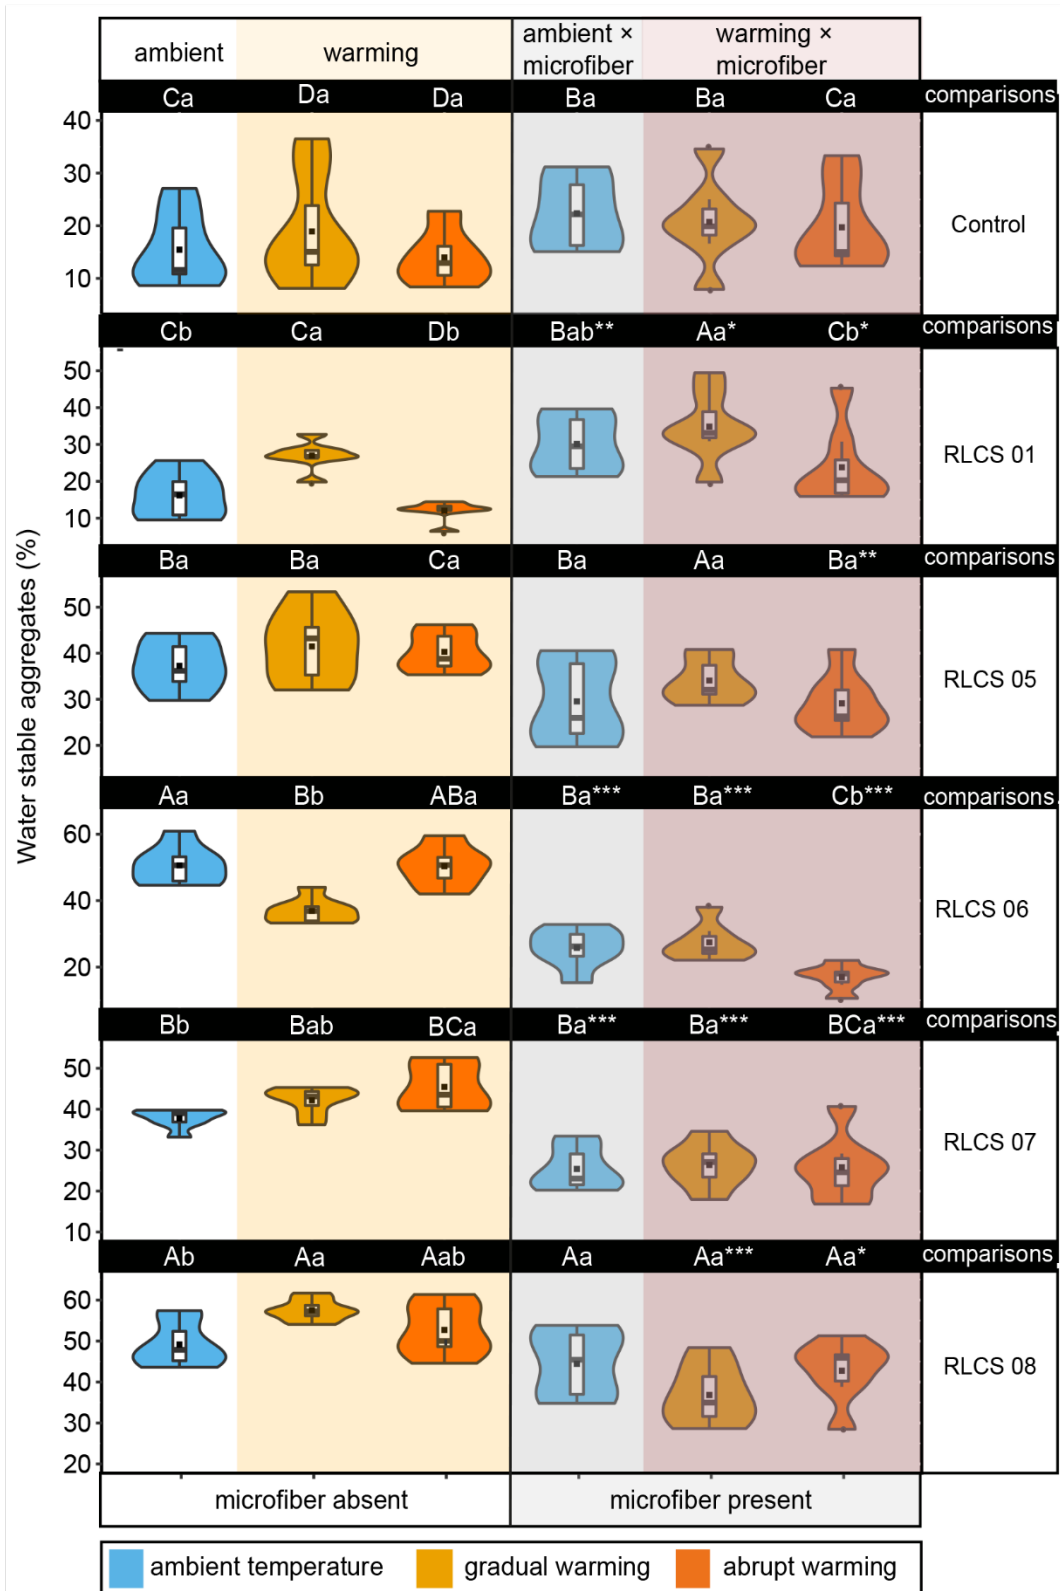 ambient warming ambient × microfiber warming × microfiber
Ca Da Da Ba Ba Ca comparisons
40
30
20
10
Control
Cb Ca Db Bab** Aa* Cb* comparisons
50
40
30
20
10
RLCS 01
Ba Ba Ca Ba Aa Ba** comparisons
50
40
30
20
RLCS 05
Aa Bb ABa Ba*** Ba*** Cb*** comparisons
60
40
20
RLCS 06
Bb Bab BCa Ba*** Ba*** BCa*** comparisons
50
40
30
20
10
RLCS 07
Ab Aa Aab Aa Aa*** Aa* comparisons
60
50
40
30
20
RLCS 08
Water stable aggregates (%)
microfiber absent microfiber present
ambient temperature gradual warming abrupt warming